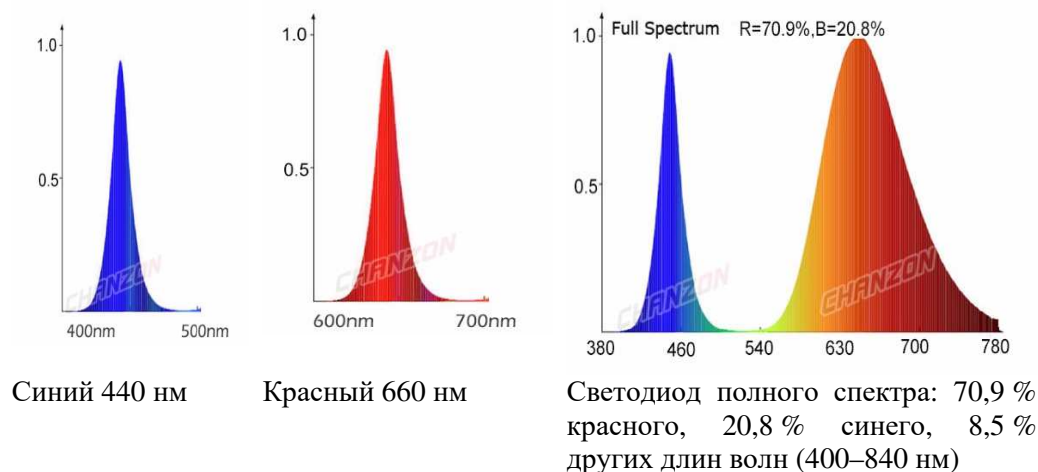 1.0
0.5
CHANZON
400nm 500nm
1.0
0.5
CHANZON
600nm 700nm
Full Spectrum R=70.9%,B=20.8%
1.0
0.5
CHANZON
CHANZON
380 460 540 630 700 780
Синий 440 нм
Красный 660 нм
Светодиод полного спектра: 70,9 %
красного, 20,8 % синего, 8,5 %
других длин волн (400–840 нм)